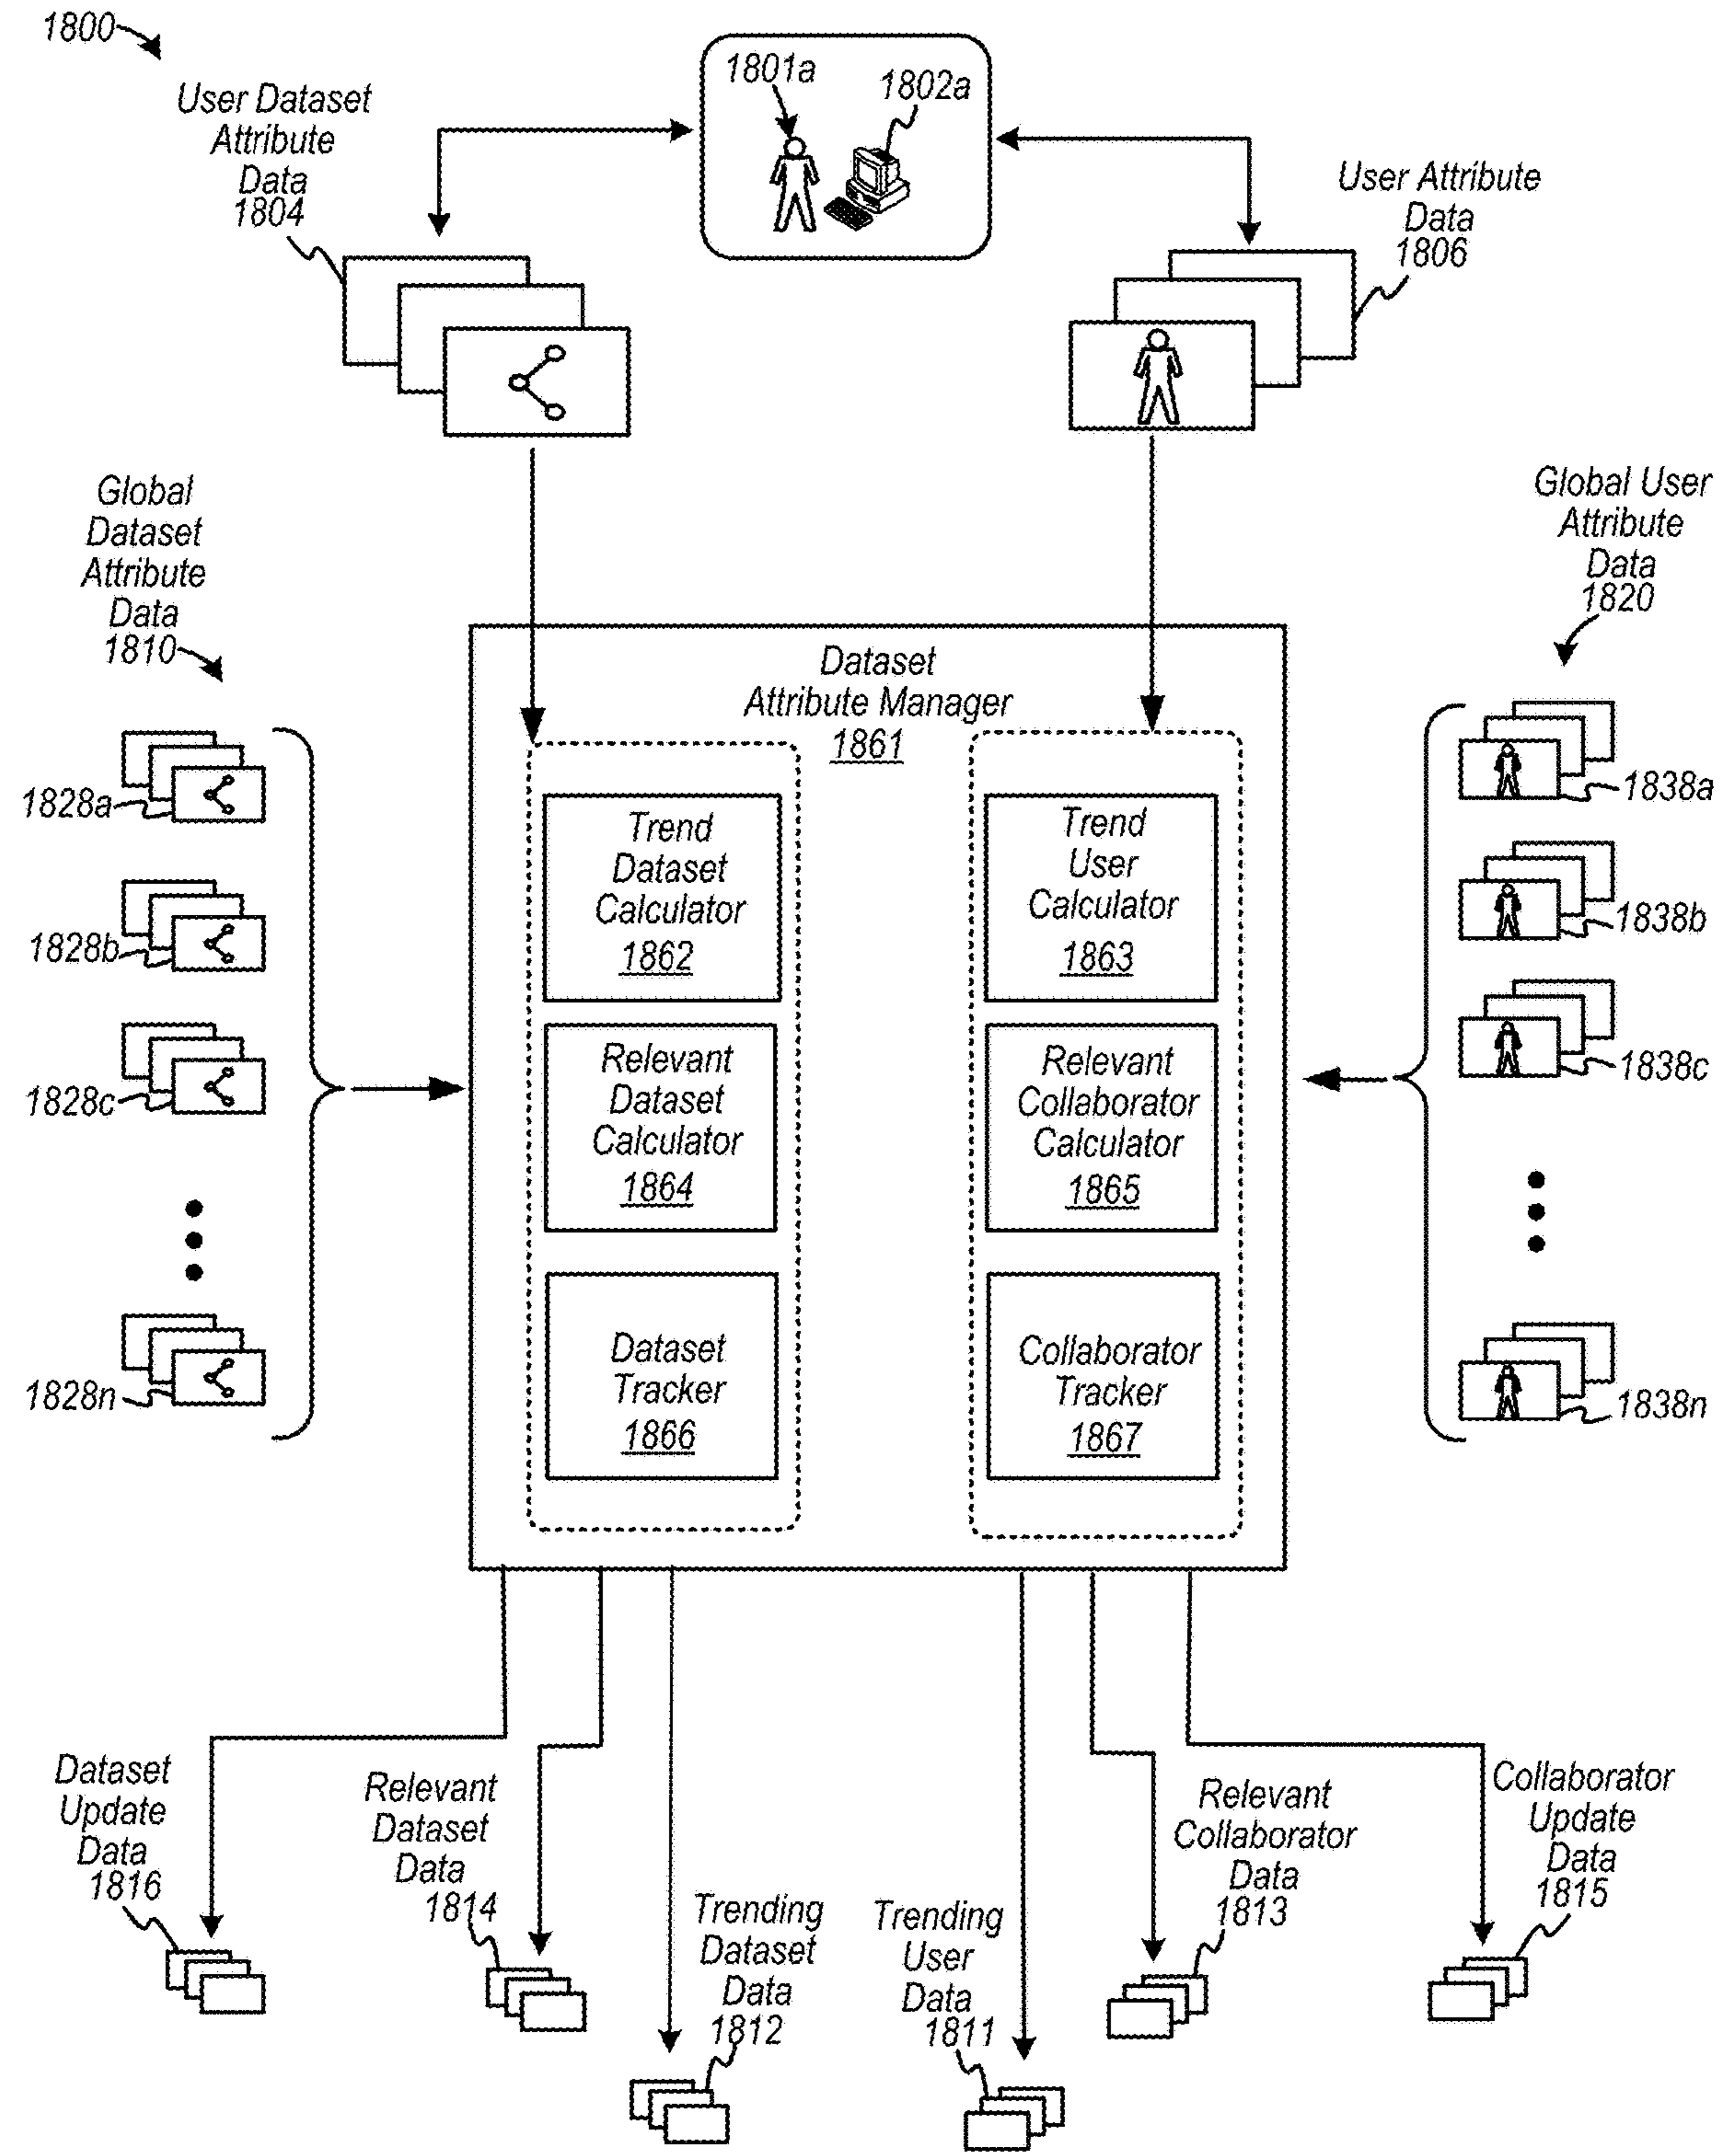 1800
1801a
1802a
User Dataset
Attribute
Data
1804
User Attribute
Data
1806
Global
Dataset
Attribute
Data
1810
Global User
Attribute
Data
1820
Dataset
Attribute Manager
1861
1828a
1828b
1828c
1828n
Trend
Dataset
Calculator
1862
Relevant
Dataset
Calculator
1864
Dataset
Tracker
1866
Trend
User
Calculator
1863
Relevant
Collaborator
Calculator
1865
Collaborator
Tracker
1867
1838a
1838b
1838c
1838n
Dataset
Update
Data
1816
Relevant
Dataset
Data
1814
Trending
Dataset
Data
1812
Trending
User
Data
1811
Relevant
Collaborator
Data
1813
Collaborator
Update
Data
1815